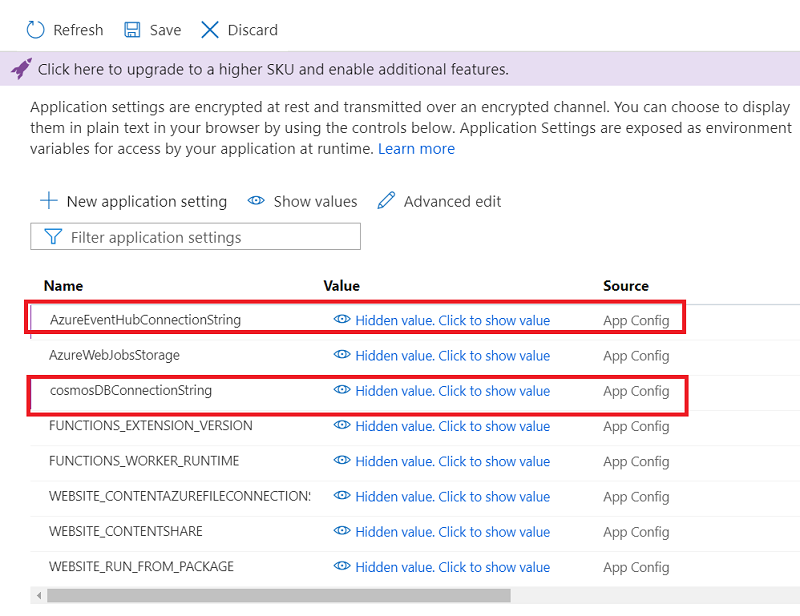 Refresh Save Discard
Click here to upgrade to a higher SKU and enable additional features.
Application settings are encrypted at rest and transmitted over an encrypted channel. You can choose to display
them in plain text in your browser by using the controls below. Application Settings are exposed as environment
variables for access by your application at runtime. Learn more
New application setting Show values Advanced edit
Filter application settings
Name Value Source
AzureEventHubConnectionString Hidden value. Click to show value App Config
AzureWebJobsStorage Hidden value. Click to show value App Config
cosmosDBConnectionString Hidden value. Click to show value App Config
FUNCTIONS_EXTENSION_VERSION Hidden value. Click to show value App Config
FUNCTIONS_WORKER_RUNTIME Hidden value. Click to show value App Config
WEBSITE_CONTENTAZUREFILECONNECTION Hidden value. Click to show value App Config
WEBSITE_CONTENTSHARE Hidden value. Click to show value App Config
WEBSITE_RUN_FROM_PACKAGE Hidden value. Click to show value App Config